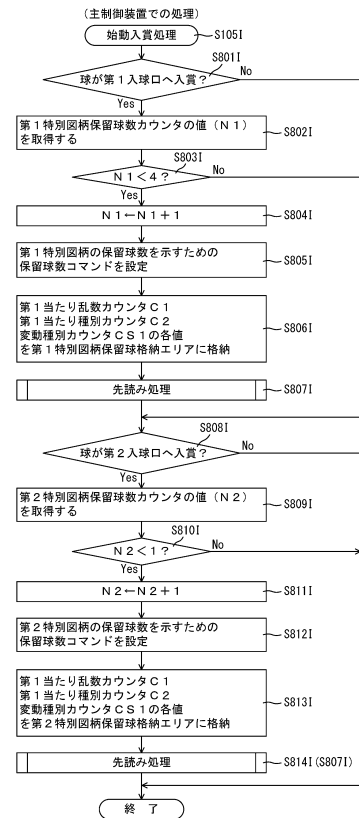 (主制御装置での処理)
始動入賞処理
S105I
S801I
球が第1入球口へ入賞?
No
Yes
第1特別図柄保留球数カウンタの値(N1)
を取得する
S802I
S803I
N1<4?
No
Yes
N1←N1+1
S804I
第1特別図柄の保留球数を示すための
保留球数コマンドを設定
S805I
第1当たり乱数カウンタC1
第1当たり種別カウンタC2
変動種別カウンタCS1の各値
を第1特別図柄保留球格納エリアに格納
S806I
先読み処理
S807I
S808I
球が第2入球口へ入賞?
No
Yes
第2特別図柄保留球数カウンタの値(N2)
を取得する
S809I
S810I
N2<1?
No
Yes
N2←N2+1
S811I
第2特別図柄の保留球数を示すための
保留球数コマンドを設定
S812I
第1当たり乱数カウンタC1
第1当たり種別カウンタC2
変動種別カウンタCS1の各値
を第2特別図柄保留球格納エリアに格納
S813I
先読み処理
S814I(S807I)
終 了